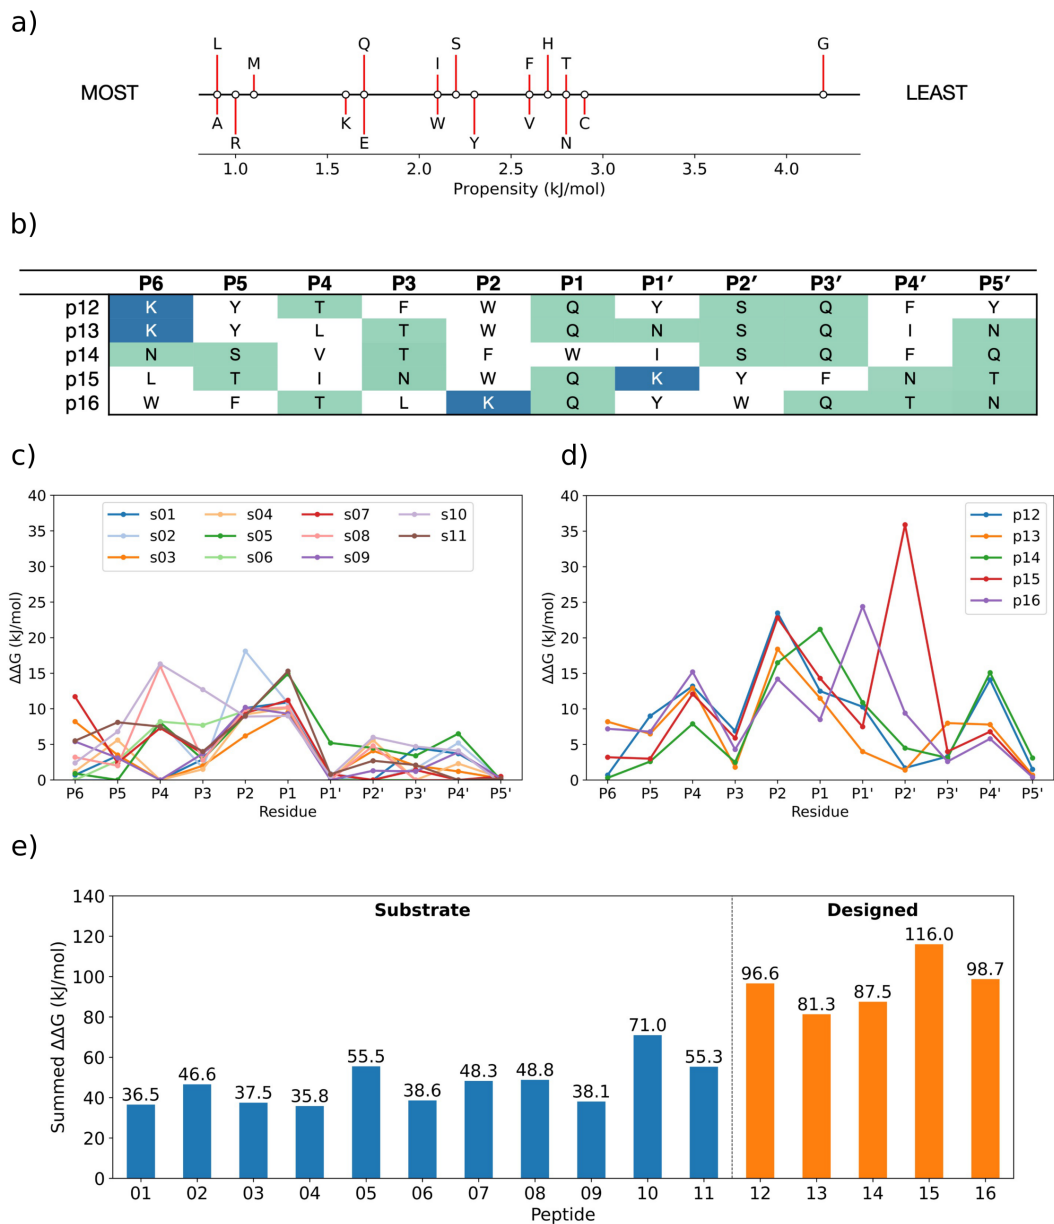 a)
L Q S H G
M I F T
MOST LEAST
A K W V C
R E Y N
1.0 1.5 2.0 2.5 3.0 3.5 4.0
Propensity (kJ/mol)
b)
P6 P5 P4 P3 P2 P1 P1′ P2′ P3′ P4′ P5′
p12 K Y T F W Q Y S Q F Y
p13 K Y L T W Q N S Q I N
p14 N S V T F W I S Q F Q
p15 L T I N W Q K Y F N T
p16 W F T L K Q Y W Q T N
c)
40
35
30
25
20
15
10
5
0
ΔΔG (kJ/mol)
s01 s04 s07 s10
s02 s05 s08 s11
s03 s06 s09
P6 P5 P4 P3 P2 P1 P1' P2' P3' P4' P5'
Residue
d)
40
35
30
25
20
15
10
5
0
ΔΔG (kJ/mol)
p12
p13
p14
p15
p16
P6 P5 P4 P3 P2 P1 P1' P2' P3' P4' P5'
Residue
e)
140
120
100
80
60
40
20
0
Summed ΔΔG (kJ/mol)
Substrate Designed
36.5 46.6 37.5 35.8 55.5 38.6 48.3 48.8 38.1 71.0 55.3 96.6 81.3 87.5 116.0 98.7
01 02 03 04 05 06 07 08 09 10 11 12 13 14 15 16
Peptide